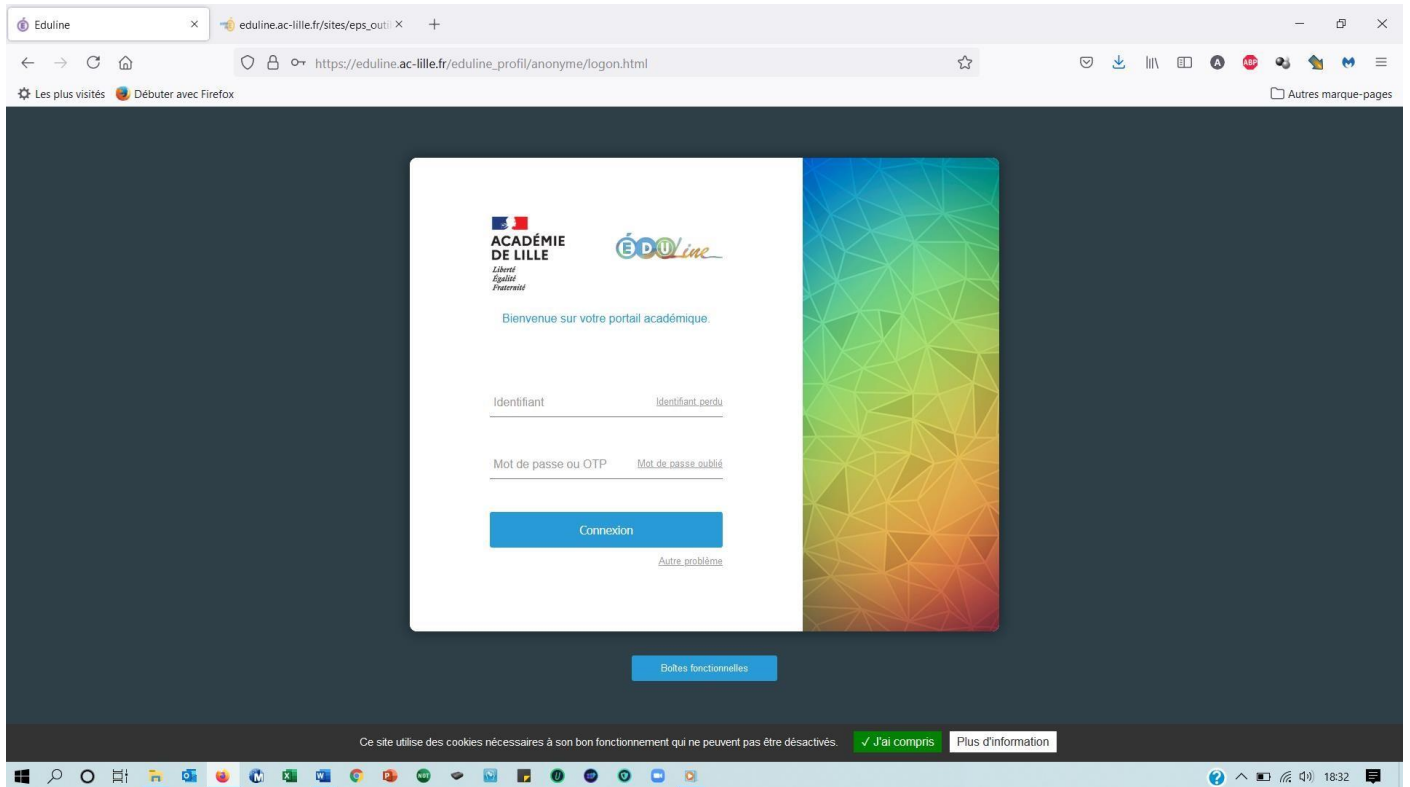 Eduline
eduline.ac-lille.fr/sites/eps_outil
https://eduline.ac-lille.fr/eduline_profil/anonyme/logon.html
Les plus visités
Débuter avec Firefox
Autres marque-pages
ACADÉMIE
DE LILLE
Liberté
Égalité
Fraternité
ÉDUline
Bienvenue sur votre portail académique.
Identifiant
Identifiant perdu
Mot de passe ou OTP
Mot de passe oublié
Connexion
Autre problème
Boîtes fonctionnelles
Ce site utilise des cookies nécessaires à son bon fonctionnement qui ne peuvent pas être désactivés.
✓ J'ai compris
Plus d'information
18:32